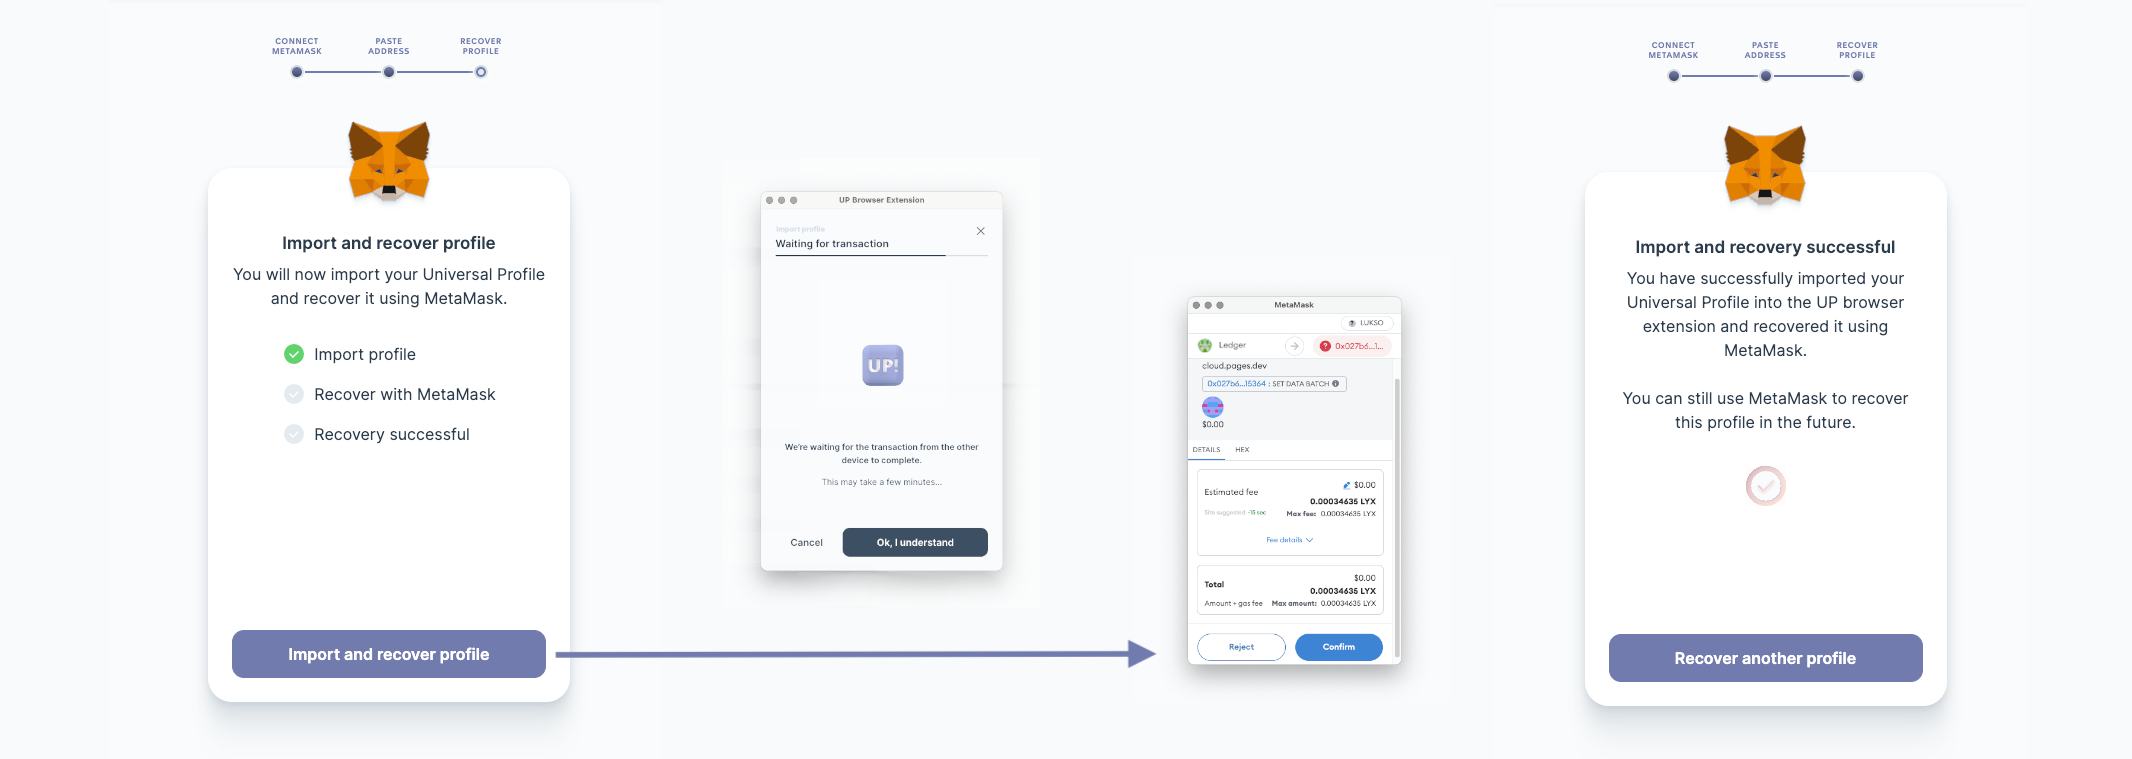 CONNECT
METAMASK
PASTE
ADDRESS
RECOVER
PROFILE
Import and recover profile
You will now import your Universal Profile
and recover it using MetaMask.
Import profile
Recover with MetaMask
Recovery successful
Import and recover profile
UP Browser Extension
Import profile
Waiting for transaction
UP!
We're waiting for the transaction from the other
device to complete.
This may take a few minutes...
Cancel
Ok, I understand
MetaMask
LUKSO
Ledger
0x027b6...1...
cloud.pages.dev
0x027b6...15364 : SET DATA BATCH
$0.00
DETAILS HEX
Estimated fee
$0.00
0.00034635 LYX
Site suggested ~15 sec
Max fee: 0.00034635 LYX
Fee details
Total
$0.00
0.00034635 LYX
Amount + gas fee
Max amount: 0.00034635 LYX
Reject
Confirm
CONNECT
METAMASK
PASTE
ADDRESS
RECOVER
PROFILE
Import and recovery successful
You have successfully imported your
Universal Profile into the UP browser
extension and recovered it using
MetaMask.
You can still use MetaMask to recover
this profile in the future.
Recover another profile